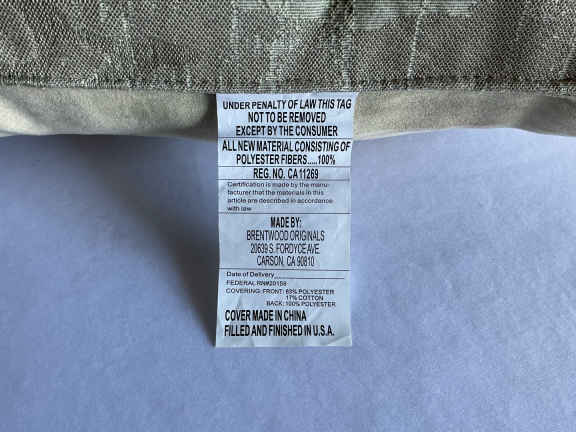 UNDER PENALTY OF LAW THIS TAG
NOT TO BE REMOVED
EXCEPT BY THE CONSUMER
ALL NEW MATERIAL CONSISTING OF
POLYESTER FIBERS.....100%
REG. NO. CA11269
Certification is made by the manu-
facturer that the materials in this
article are described in accordance
with law
MADE BY:
BRENTWOOD ORIGINALS
20639 S. FORDYCE AVE.
CARSON, CA 90810
Date of Delivery
FEDERAL RN#20158
COVERING: FRONT: 83% POLYESTER
17% COTTON
BACK: 100% POLYESTER
COVER MADE IN CHINA
FILLED AND FINISHED IN U.S.A.